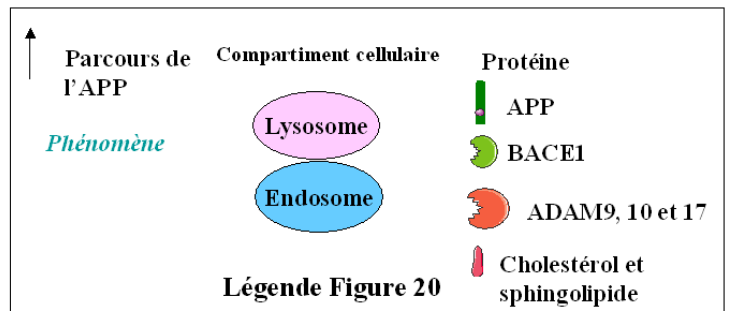 Parcours de
l’APP
Phénomène
Compartiment cellulaire
Lysosome
Endosome
Protéine
APP
BACE1
ADAM9, 10 et 17
Cholestérol et
sphingolipide
Légende Figure 20